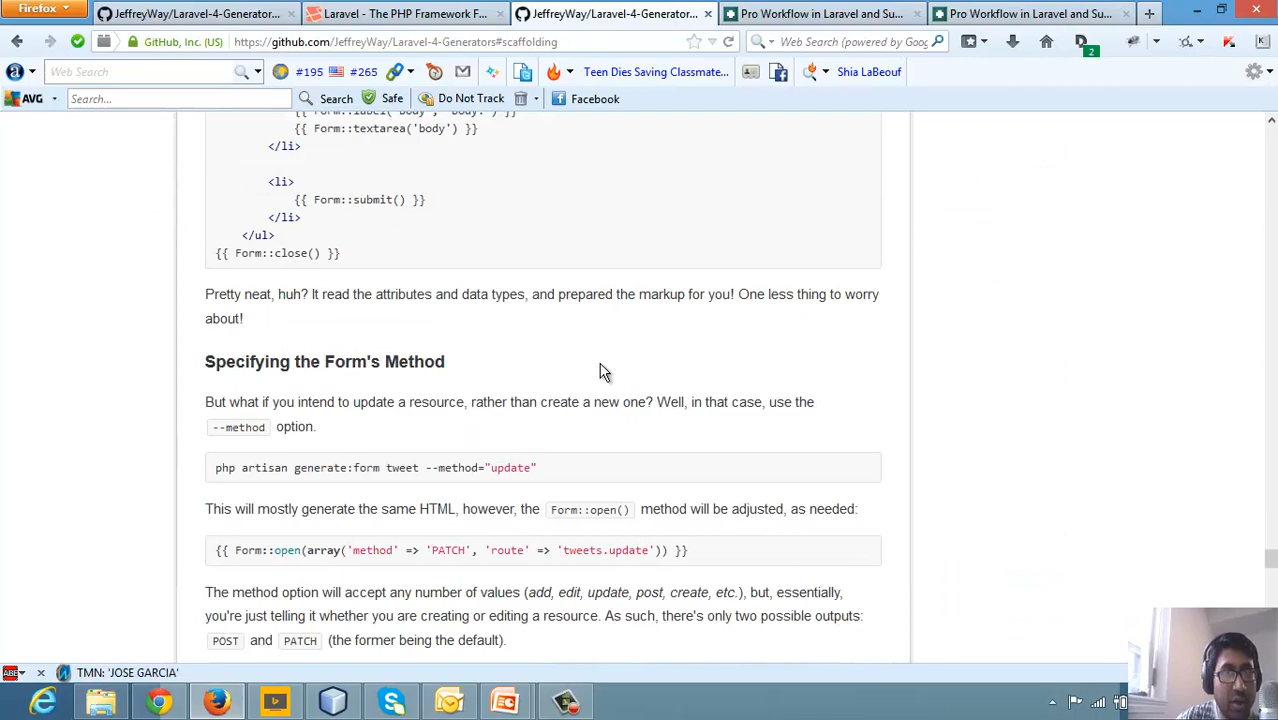 Firefox
JeffreyWay/Laravel-4-Generator...
Laravel - The PHP Framework F...
JeffreyWay/Laravel-4-Generator...
Pro Workflow in Laravel and Su...
Pro Workflow in Laravel and Su...
GitHub, Inc. (US)
https://github.com/JeffreyWay/Laravel-4-Generators#scaffolding
Web Search (powered by Goog
2
Web Search
#195
#265
Teen Dies Saving Classmate...
Shia LaBeouf
AVG
Search...
Search
Safe
Do Not Track
Facebook
{{ Form::label('body', 'Body:') }}
{{ Form::textarea('body') }}
</li>
<li>
{{ Form::submit() }}
</li>
</ul>
{{ Form::close() }}
Pretty neat, huh? It read the attributes and data types, and prepared the markup for you! One less thing to worry
about!
Specifying the Form's Method
But what if you intend to update a resource, rather than create a new one? Well, in that case, use the
--method option.
php artisan generate:form tweet --method="update"
This will mostly generate the same HTML, however, the Form::open() method will be adjusted, as needed:
{{ Form::open(array('method' => 'PATCH', 'route' => 'tweets.update')) }}
The method option will accept any number of values (add, edit, update, post, create, etc.), but, essentially,
you're just telling it whether you are creating or editing a resource. As such, there's only two possible outputs:
POST and PATCH (the former being the default).
ABE
TMN: 'JOSE GARCIA'